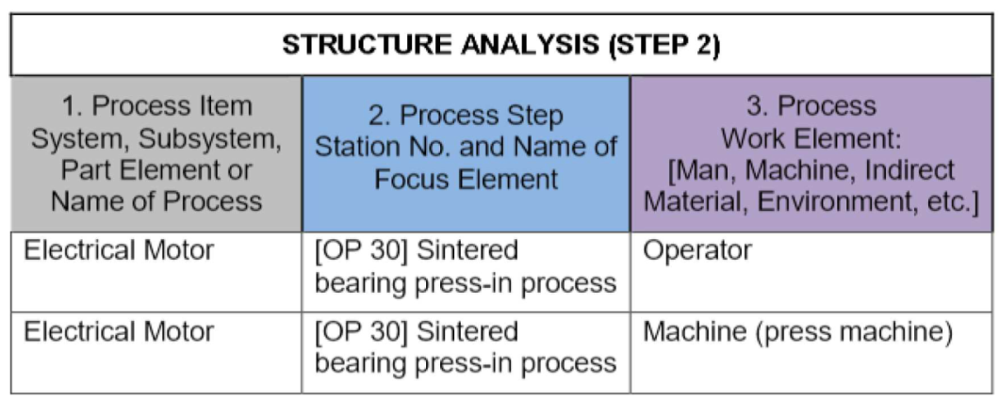 STRUCTURE ANALYSIS (STEP 2)
1. Process Item
System, Subsystem,
Part Element or
Name of Process
2. Process Step
Station No. and Name of
Focus Element
3. Process
Work Element:
[Man, Machine, Indirect
Material, Environment, etc.]
Electrical Motor
[OP 30] Sintered
bearing press-in process
Operator
Electrical Motor
[OP 30] Sintered
bearing press-in process
Machine (press machine)